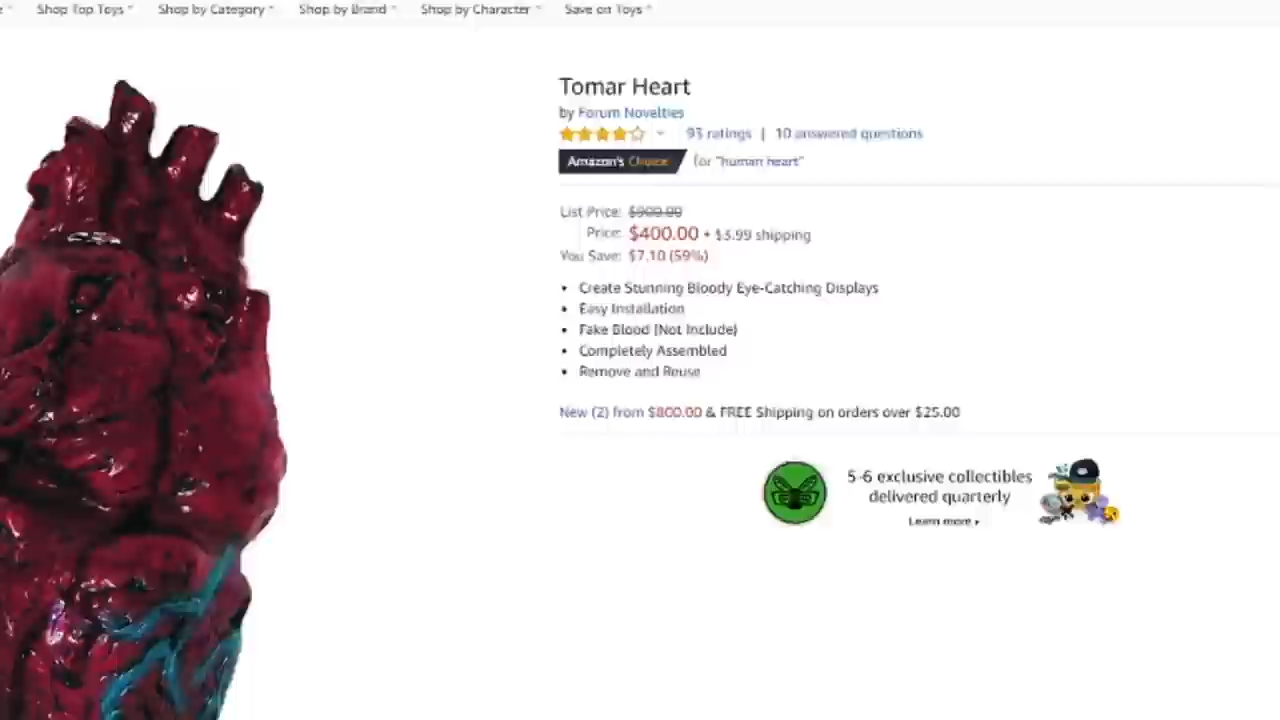 Shop Top Toys
Shop by Category
Shop by Brand
Shop by Character
Save on Toys
Tomar Heart
by Forum Novelties
93 ratings | 10 answered questions
Amazon's Choice for "human heart"
List Price: $900.00
Price: $400.00 + $3.99 shipping
You Save: $7.10 (59%)
• Create Stunning Bloody Eye-Catching Displays
• Easy Installation
• Fake Blood (Not Include)
• Completely Assembled
• Remove and Reuse
New (2) from $800.00 & FREE Shipping on orders over $25.00
5-6 exclusive collectibles
delivered quarterly
Learn more ▸